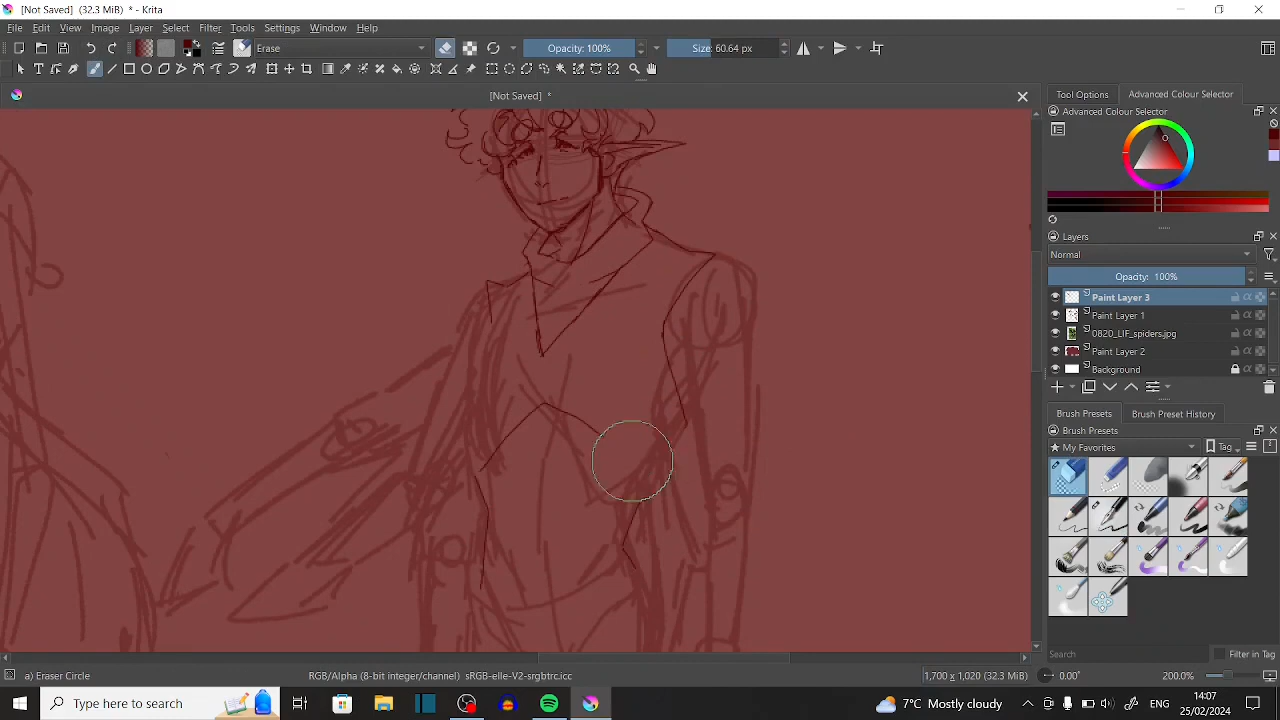 [Not Saved] (32.3 MiB) * - Krita
File Edit View Image Layer Select Filter Tools Settings Window Help
Erase
Opacity: 100%
Size: 60.64 px
[Not Saved] *
Tool Options
Advanced Colour Selector
Advanced Colour Selector
Layers
Normal
Opacity: 100%
Paint Layer 3
Paint Layer 1
0820_LIF_spiders.jpg
Paint Layer 2
Background
Brush Presets
Brush Preset History
Brush Presets
My Favorites
Tag
Search
Filter in Tag
a) Eraser Circle
RGB/Alpha (8-bit integer/channel) sRGB-elle-V2-srgbtrc.icc
1,700 x 1,020 (32.3 MiB)
0.00°
200.0%
Type here to search
7°C Mostly cloudy
ENG
14:07
25/02/2024